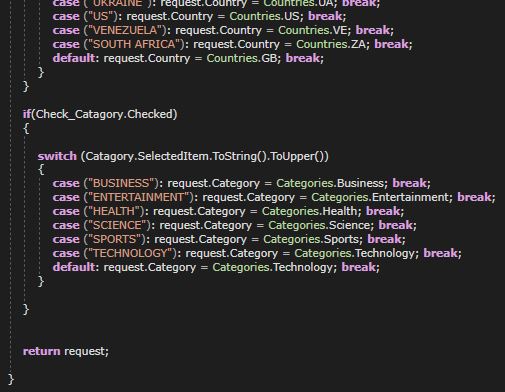 case ("UKRAINE"): request.Country = Countries.UA; break;
case ("US"): request.Country = Countries.US; break;
case ("VENEZUELA"): request.Country = Countries.VE; break;
case ("SOUTH AFRICA"): request.Country = Countries.ZA; break;
default: request.Country = Countries.GB; break;
}
}
if(Check_Catagory.Checked)
{
switch (Catagory.SelectedItem.ToString().ToUpper())
{
case ("BUSINESS"): request.Category = Categories.Business; break;
case ("ENTERTAINMENT"): request.Category = Categories.Entertainment; break;
case ("HEALTH"): request.Category = Categories.Health; break;
case ("SCIENCE"): request.Category = Categories.Science; break;
case ("SPORTS"): request.Category = Categories.Sports; break;
case ("TECHNOLOGY"): request.Category = Categories.Technology; break;
default: request.Category = Categories.Technology; break;
}
}
return request;
}